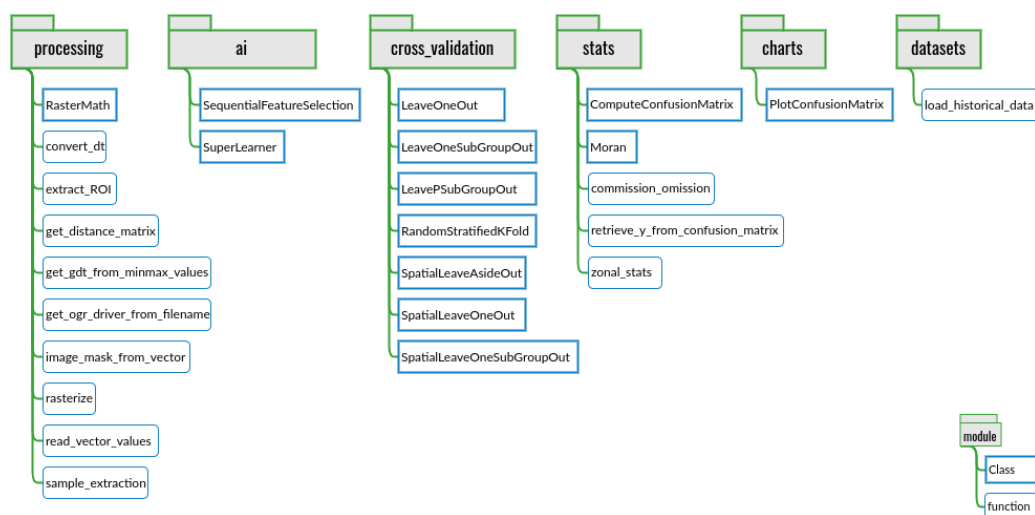 processing
RasterMath
convert_dt
extract_ROI
get_distance_matrix
get_gdt_from_minmax_values
get_ogr_driver_from_filename
image_mask_from_vector
rasterize
read_vector_values
sample_extraction
ai
SequentialFeatureSelection
SuperLearner
cross_validation
LeaveOneOut
LeaveOneSubGroupOut
LeavePSubGroupOut
RandomStratifiedKFold
SpatialLeaveAsideOut
SpatialLeaveOneOut
SpatialLeaveOneSubGroupOut
stats
ComputeConfusionMatrix
Moran
commission_omission
retrieve_y_from_confusion_matrix
zonal_stats
charts
PlotConfusionMatrix
datasets
load_historical_data
module
Class
function